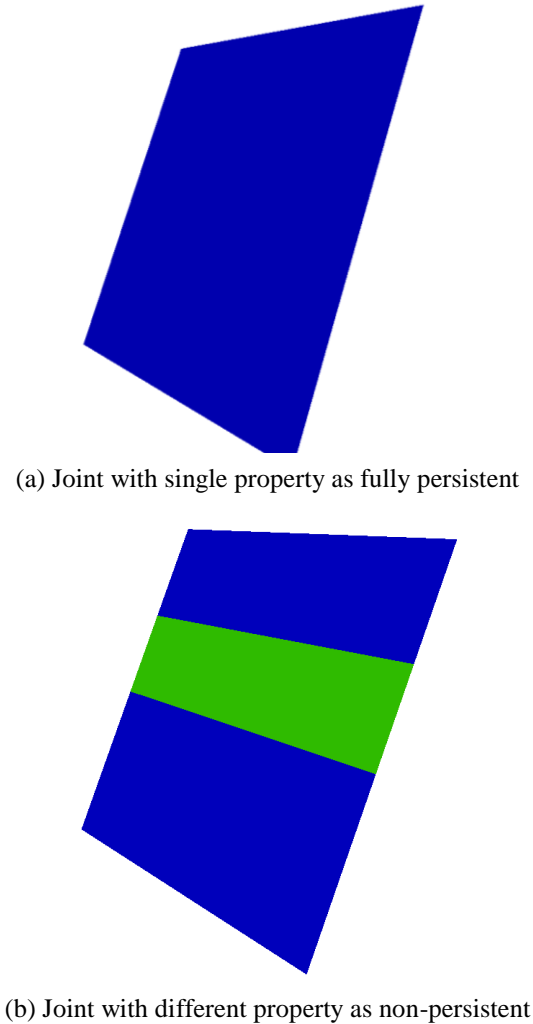 (a) Joint with single property as fully persistent
(b) Joint with different property as non-persistent